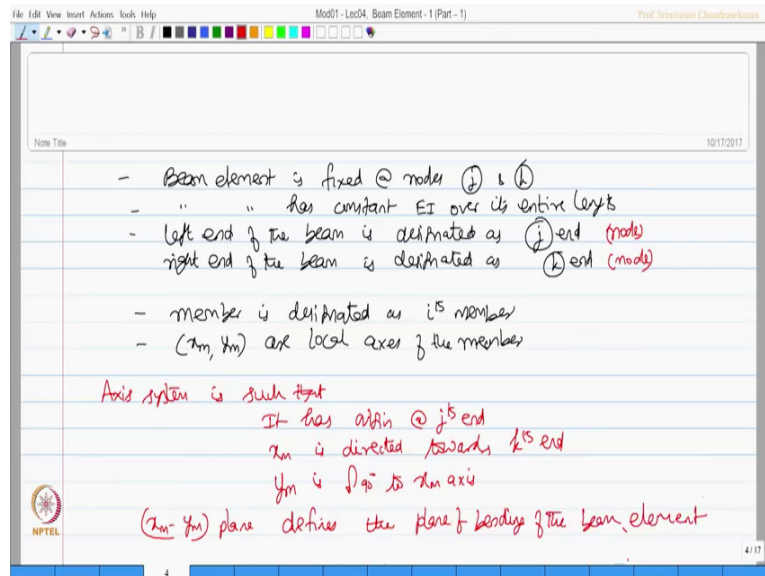 File Edit View Insert Actions Tools Help
Mod01 - Lec04, Beam Element - 1 (Part – 1)
Prof. Srinivasan Chandrasekaran
B I
Note Title
10/17/2017
- Beam element is fixed @ nodes j & k
- " " has constant EI over its entire length
- left end of the beam is designated as j end (node)
right end of the beam is designated as k end (node)
- member is designated as ith member
- (xm, ym) are local axes of the member
Axis system is such that
It has origin @ jth end
xm is directed towards kth end
ym is 90° to xm axis
(xm - ym) plane defines the plane of bending of the beam element
NPTEL
4 / 17
4